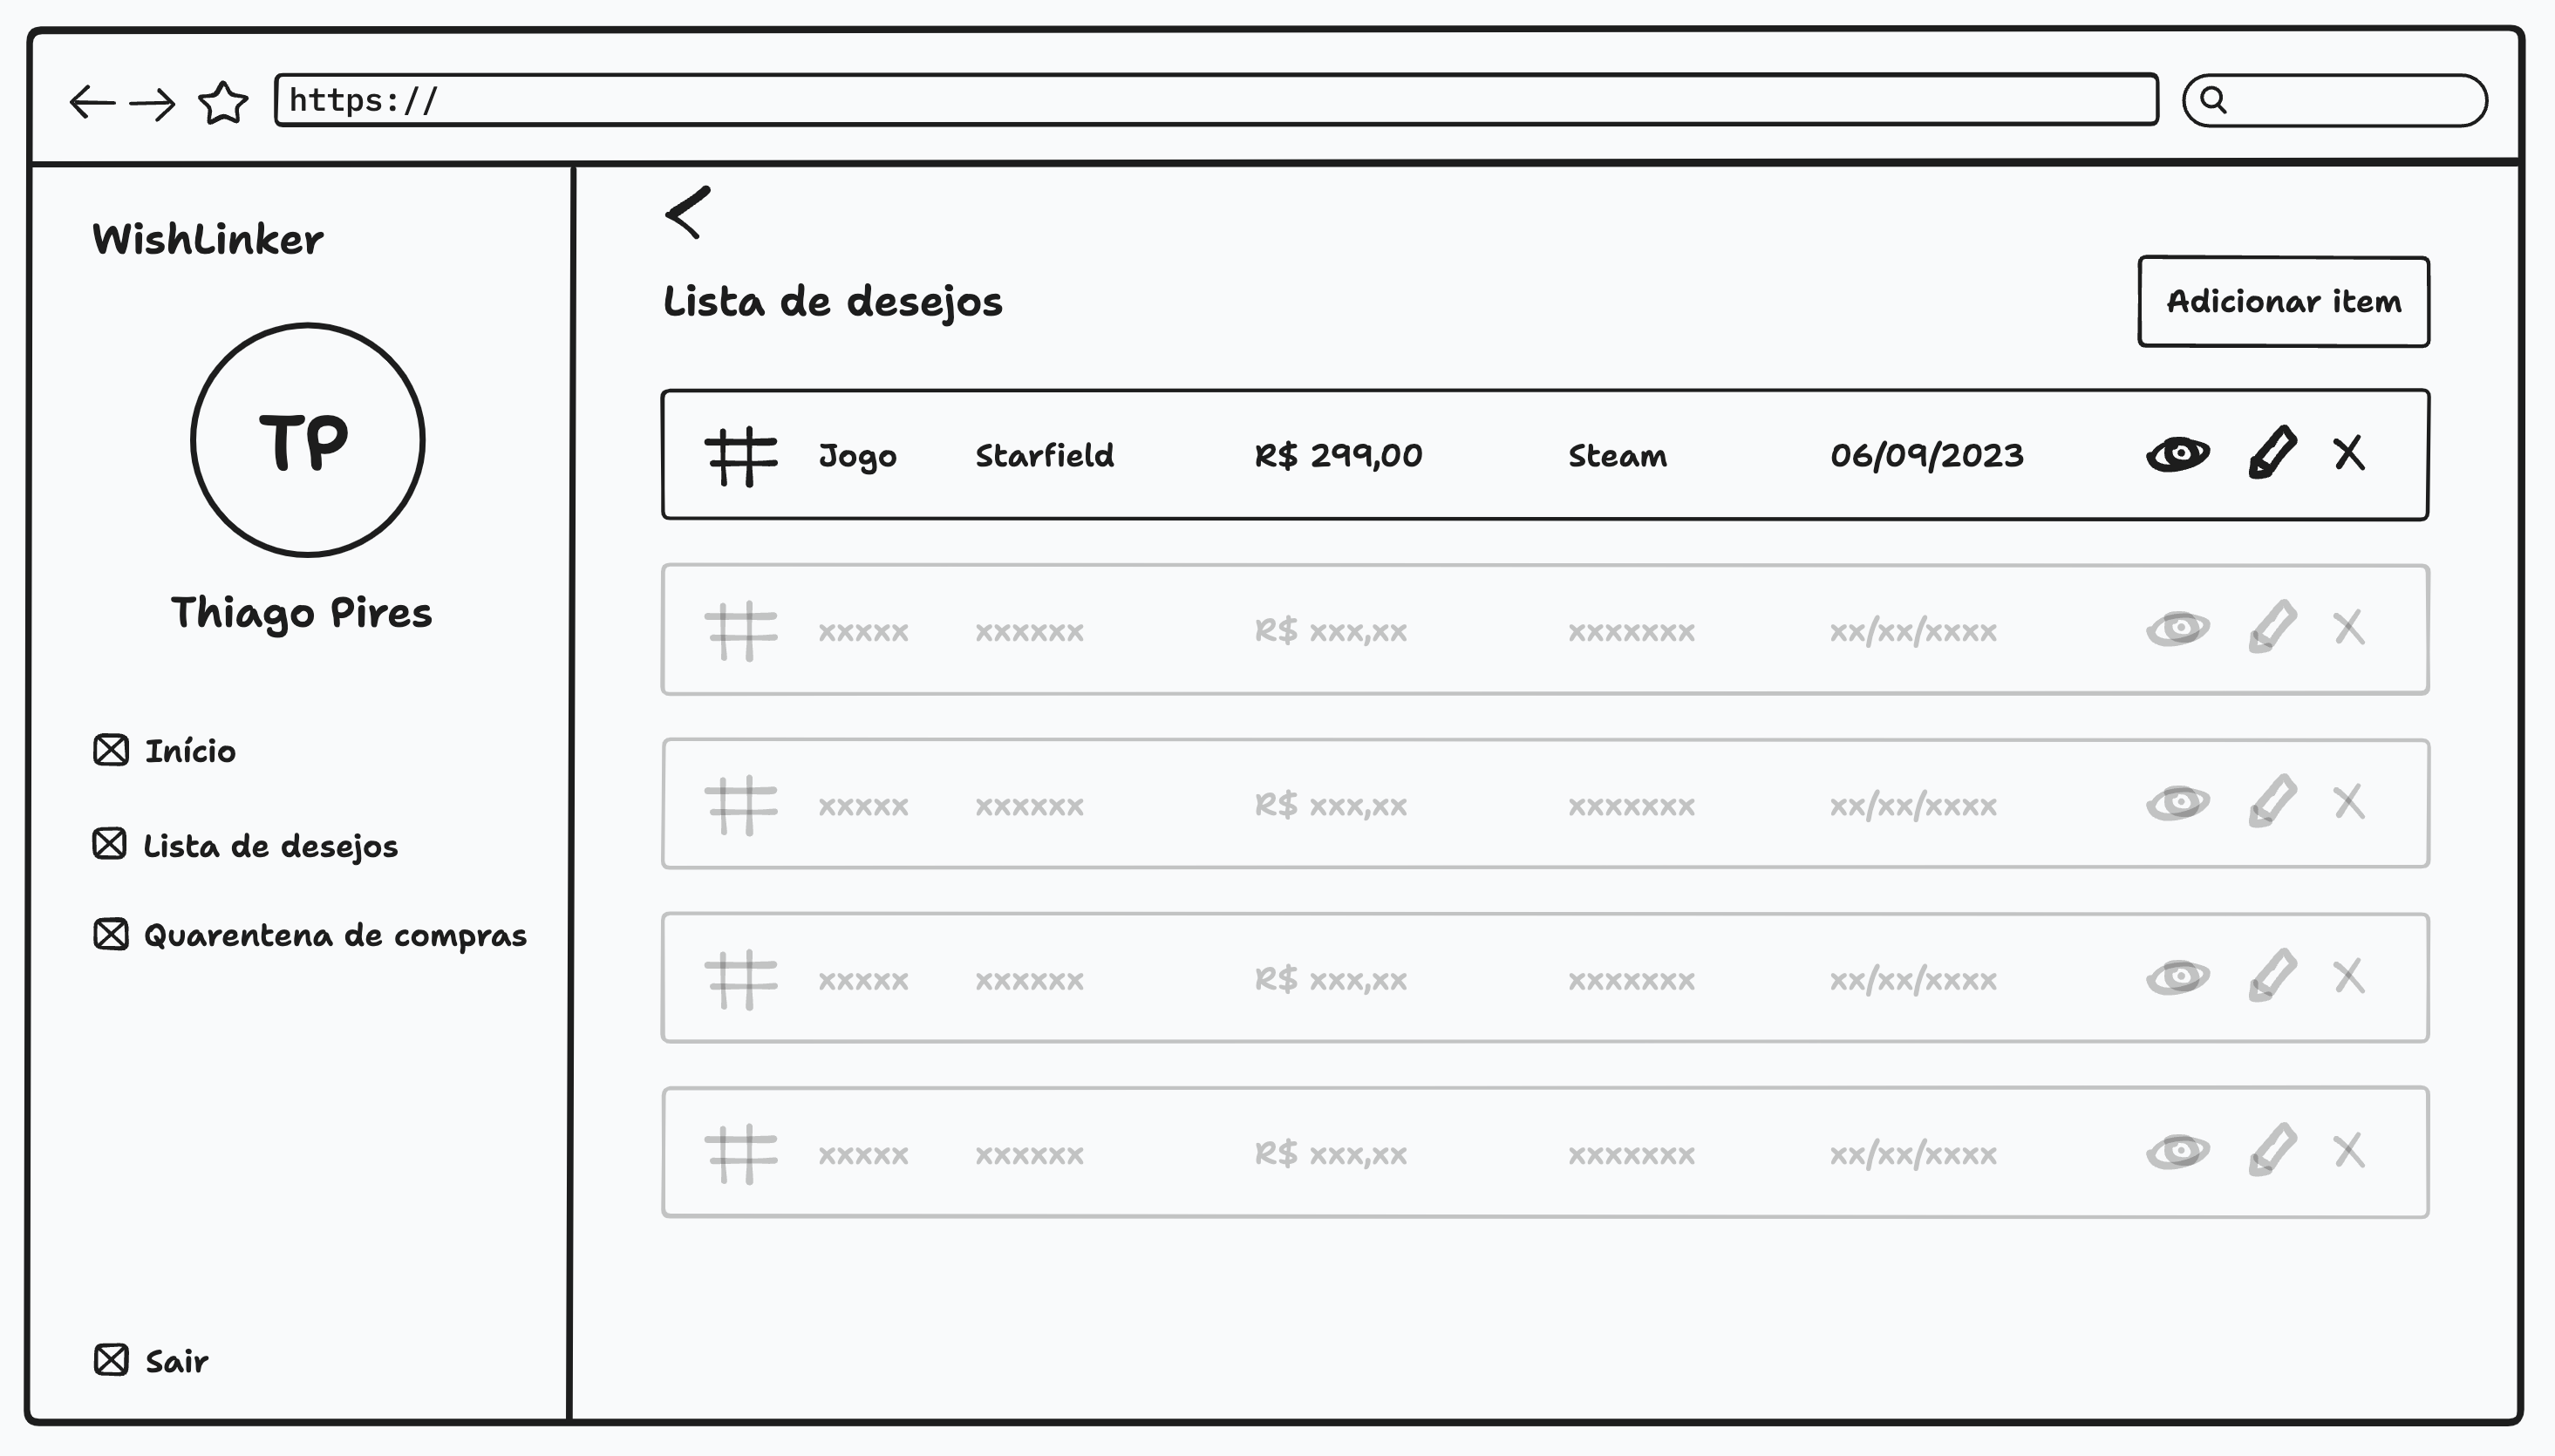 https://
WishLinker
TP
Thiago Pires
Início
Lista de desejos
Quarentena de compras
Sair
Lista de desejos
Adicionar item
Jogo Starfield R$ 299,00 Steam 06/09/2023
xxxxx xxxxxx R$ xxx,xx xxxxxxx xx/xx/xxxx
xxxxx xxxxxx R$ xxx,xx xxxxxxx xx/xx/xxxx
xxxxx xxxxxx R$ xxx,xx xxxxxxx xx/xx/xxxx
xxxxx xxxxxx R$ xxx,xx xxxxxxx xx/xx/xxxx